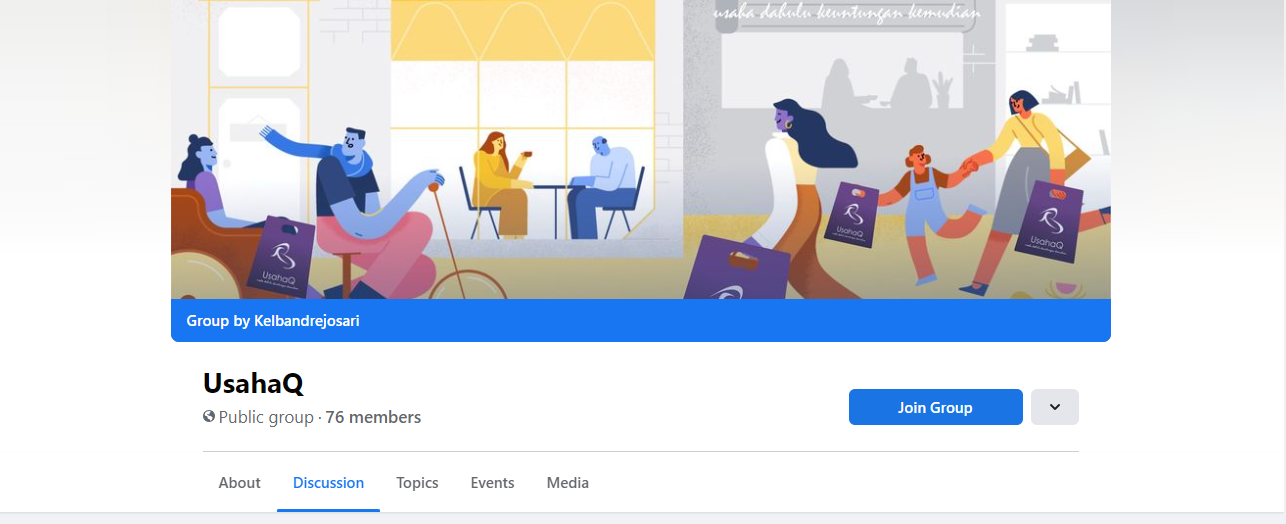 usaha dahulu keuntungan kemudian
UsahaQ
UsahaQ
UsahaQ
Group by Kelbandrejosari
UsahaQ
Public group · 76 members
Join Group
About
Discussion
Topics
Events
Media